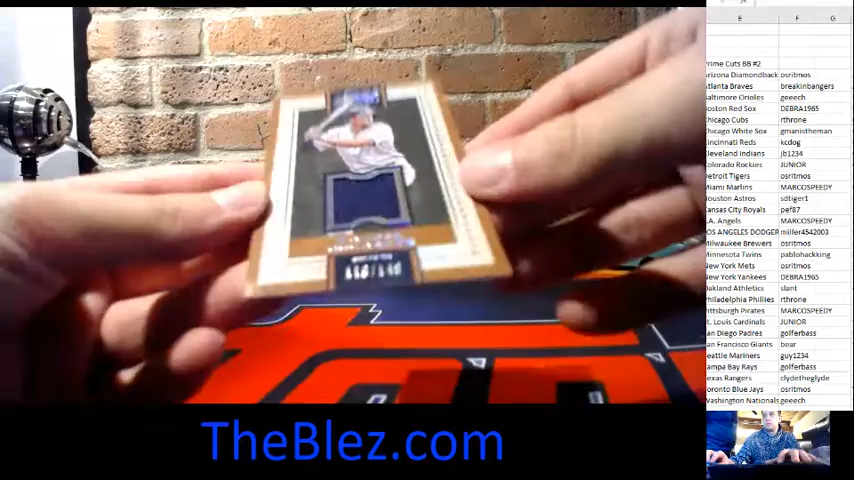 E F G
Prime Cuts BB #2
Arizona Diamondback osritmos
Atlanta Braves breakinbangers
Baltimore Orioles geeech
Boston Red Sox DEBRA1965
Chicago Cubs rthrone
Chicago White Sox gmanistheman
Cincinnati Reds kcdog
Cleveland Indians jb1234
Colorado Rockies JUNIOR
Detroit Tigers osritmos
Miami Marlins MARCOSPEEDY
Houston Astros sdtiger1
Kansas City Royals pef87
L.A. Angels MARCOSPEEDY
LOS ANGELES DODGER miller4542003
Milwaukee Brewers osritmos
Minnesota Twins pablohockking
New York Mets osritmos
New York Yankees DEBRA1965
Oakland Athletics slant
Philadelphia Phillies rthrone
Pittsburgh Pirates MARCOSPEEDY
St. Louis Cardinals JUNIOR
San Diego Padres golferbass
San Francisco Giants bear
Seattle Mariners guy1234
Tampa Bay Rays golferbass
Texas Rangers clydetheglyde
Toronto Blue Jays osritmos
Washington Nationals geeech
TheBlez.com